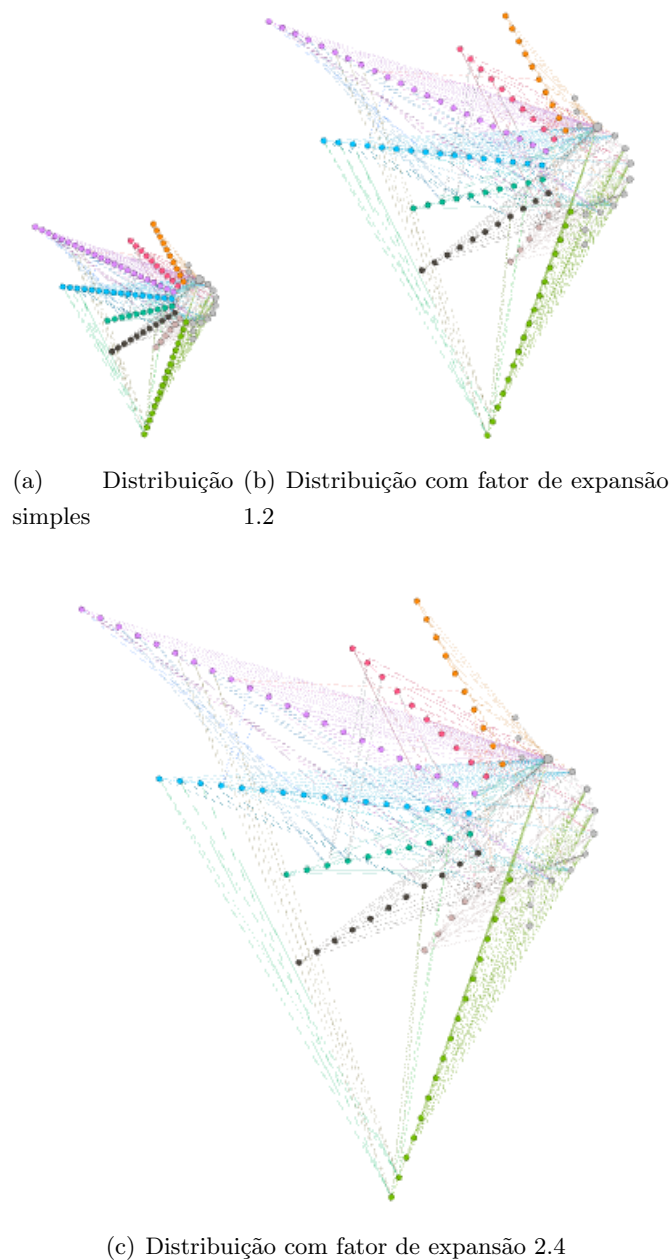 (a) Distribuição
simples
(b) Distribuição com fator de expansão
1.2
(c) Distribuição com fator de expansão 2.4